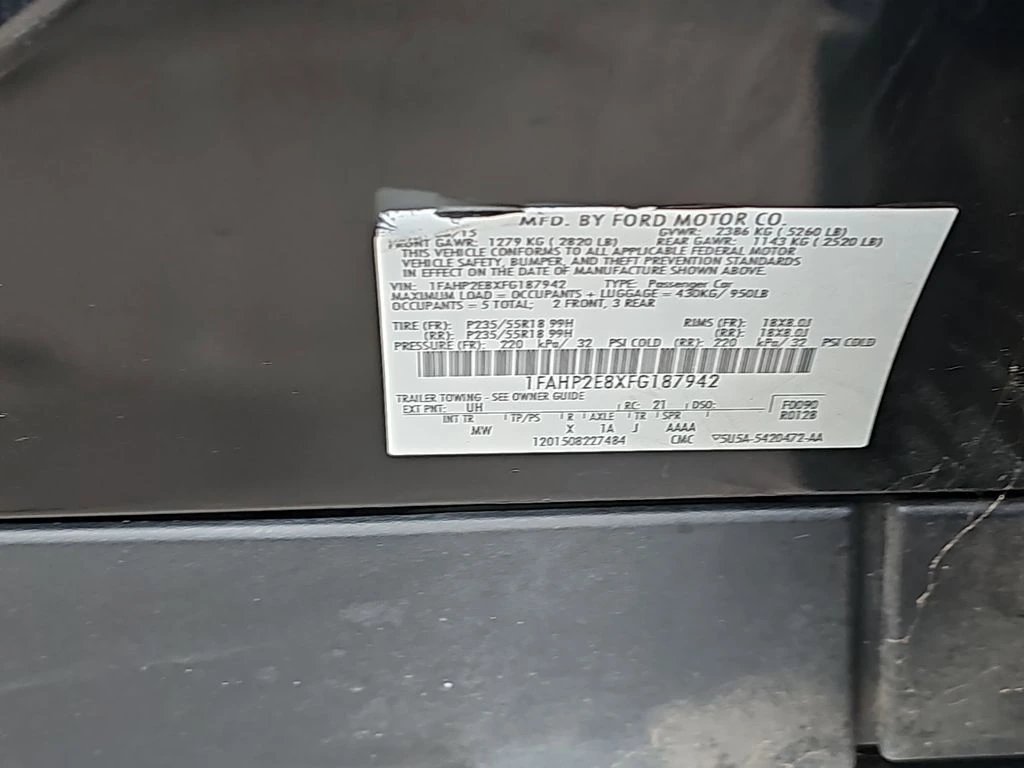 MFD. BY FORD MOTOR CO.
/15 GVWR: 2386 KG ( 5260 LB)
FRONT GAWR: 1279 KG ( 2820 LB) REAR GAWR: 1143 KG ( 2520 LB)
THIS VEHICLE CONFORMS TO ALL APPLICABLE FEDERAL MOTOR
VEHICLE SAFETY, BUMPER, AND THEFT PREVENTION STANDARDS
IN EFFECT ON THE DATE OF MANUFACTURE SHOWN ABOVE.
VIN: 1FAHP2E8XFG187942 TYPE: Passenger Car
MAXIMUM LOAD = OCCUPANTS + LUGGAGE = 430KG/ 950LB
OCCUPANTS = 5 TOTAL; 2 FRONT, 3 REAR
TIRE (FR): P235/55R18 99H RIMS (FR): 18X8.0J
(RR): P235/55R18 99H (RR): 18X8.0J
PRESSURE (FR): 220 kPa/ 32 PSI COLD (RR): 220 kPa/ 32 PSI COLD
1FAHP2E8XFG187942
TRAILER TOWING - SEE OWNER GUIDE
EXT PNT: UH RC: 21 DSO: F0090
INT TR TP/PS R AXLE TR SPR R0128
MW X 1A J AAAA
1201508227484 CMC 5U5A-5420472-AA